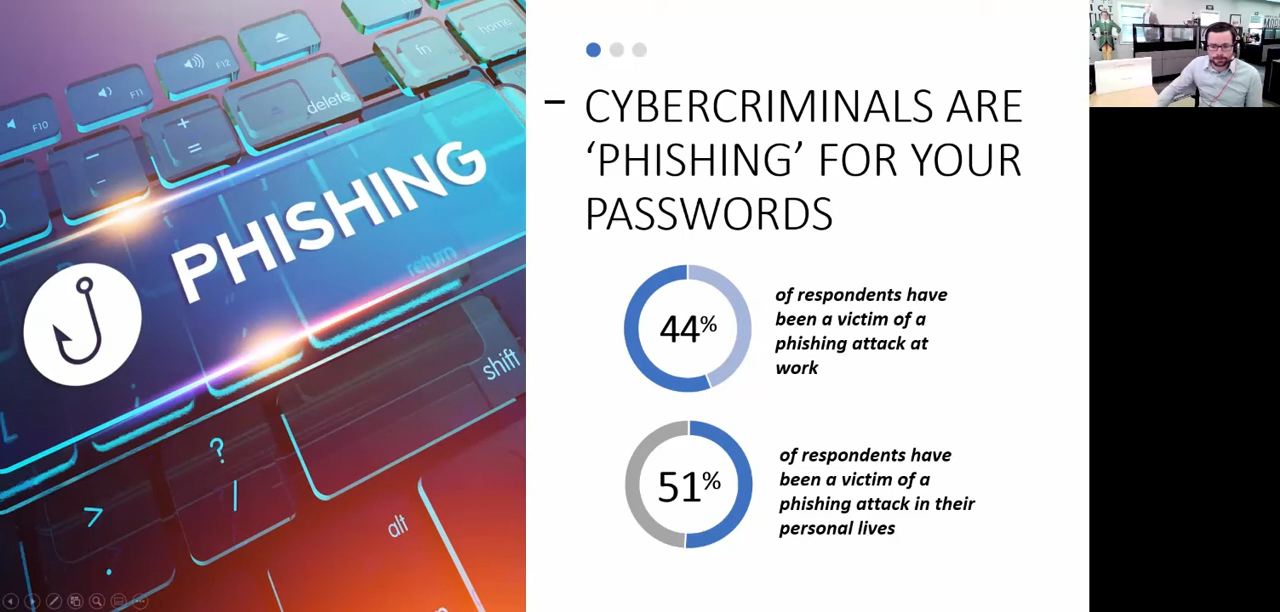 PHISHING
F10
F11
F12
fn
home
delete
+
=
return
shift
?
/
>
.
alt
– CYBERCRIMINALS ARE
‘PHISHING’ FOR YOUR
PASSWORDS
44%
of respondents have
been a victim of a
phishing attack at
work
51%
of respondents have
been a victim of a
phishing attack in their
personal lives